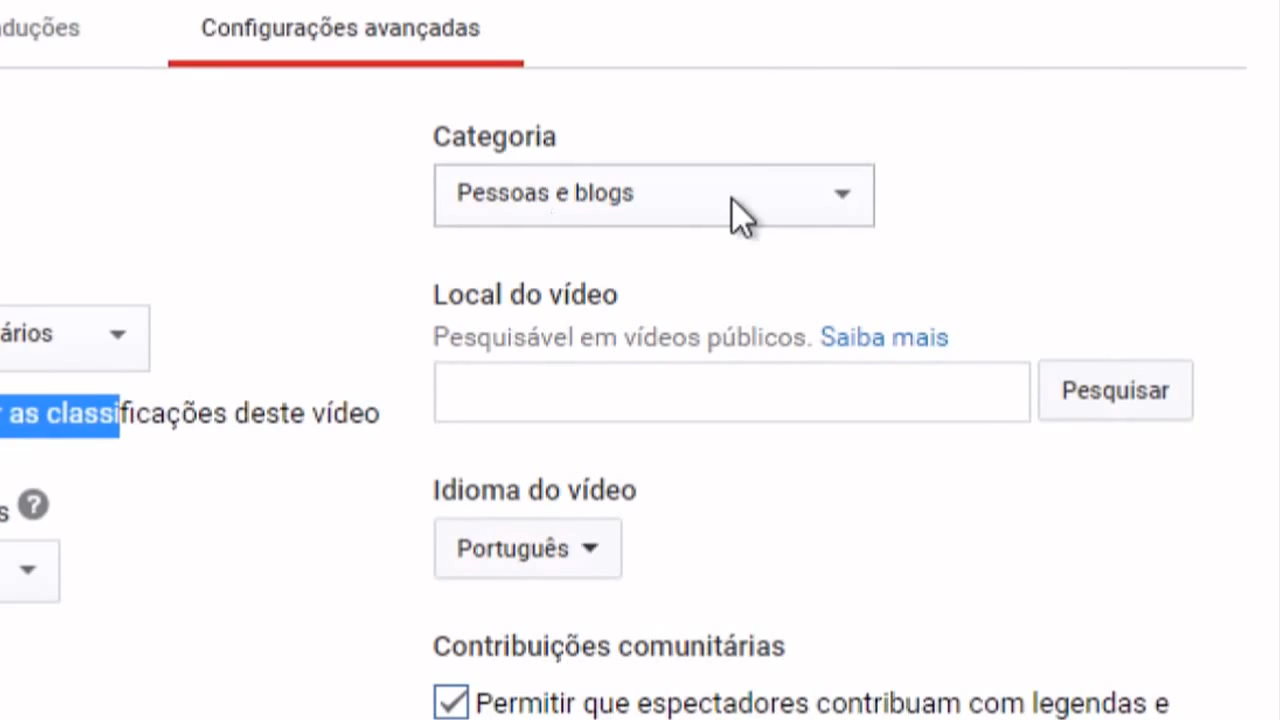 aduções
Configurações avançadas
Categoria
Pessoas e blogs
Local do vídeo
Pesquisável em vídeos públicos. Saiba mais
Pesquisar
ários
r as classificações deste vídeo
Idioma do vídeo
s ?
Português
Contribuições comunitárias
Permitir que espectadores contribuam com legendas e